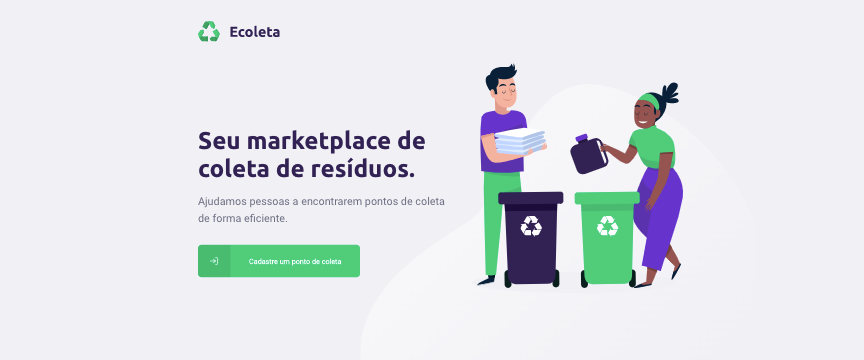 Ecoleta
Seu marketplace de
coleta de resíduos.
Ajudamos pessoas a encontrarem pontos de coleta
de forma eficiente.
Cadastre um ponto de coleta